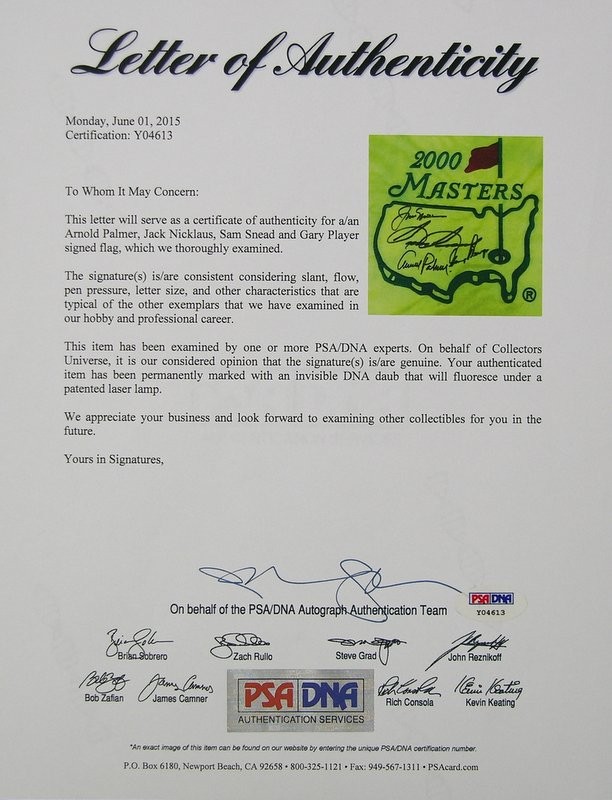 Letter of Authenticity
Monday, June 01, 2015
Certification: Y04613
To Whom It May Concern:
This letter will serve as a certificate of authenticity for a/an
Arnold Palmer, Jack Nicklaus, Sam Snead and Gary Player
signed flag, which we thoroughly examined.
2000
MASTERS
Arnold Palmer
®
The signature(s) is/are consistent considering slant, flow,
pen pressure, letter size, and other characteristics that are
typical of the other exemplars that we have examined in
our hobby and professional career.
This item has been examined by one or more PSA/DNA experts. On behalf of Collectors
Universe, it is our considered opinion that the signature(s) is/are genuine. Your authenticated
item has been permanently marked with an invisible DNA daub that will fluoresce under a
patented laser lamp.
We appreciate your business and look forward to examining other collectibles for you in the
future.
Yours in Signatures,
On behalf of the PSA/DNA Autograph Authentication Team
PSA DNA
Y04613
Brian Sobrero
Zach Rullo
Steve Grad
John Reznikoff
James Camner
Kevin Keating
Bob Zafian
James Camner
Rich Consola
Kevin Keating
PSA DNA
AUTHENTICATION SERVICES
*An exact image of this item can be found on our website by entering the unique PSA/DNA certification number.
P.O. Box 6180, Newport Beach, CA 92658 • 800-325-1121 • Fax: 949-567-1311 • PSAcard.com